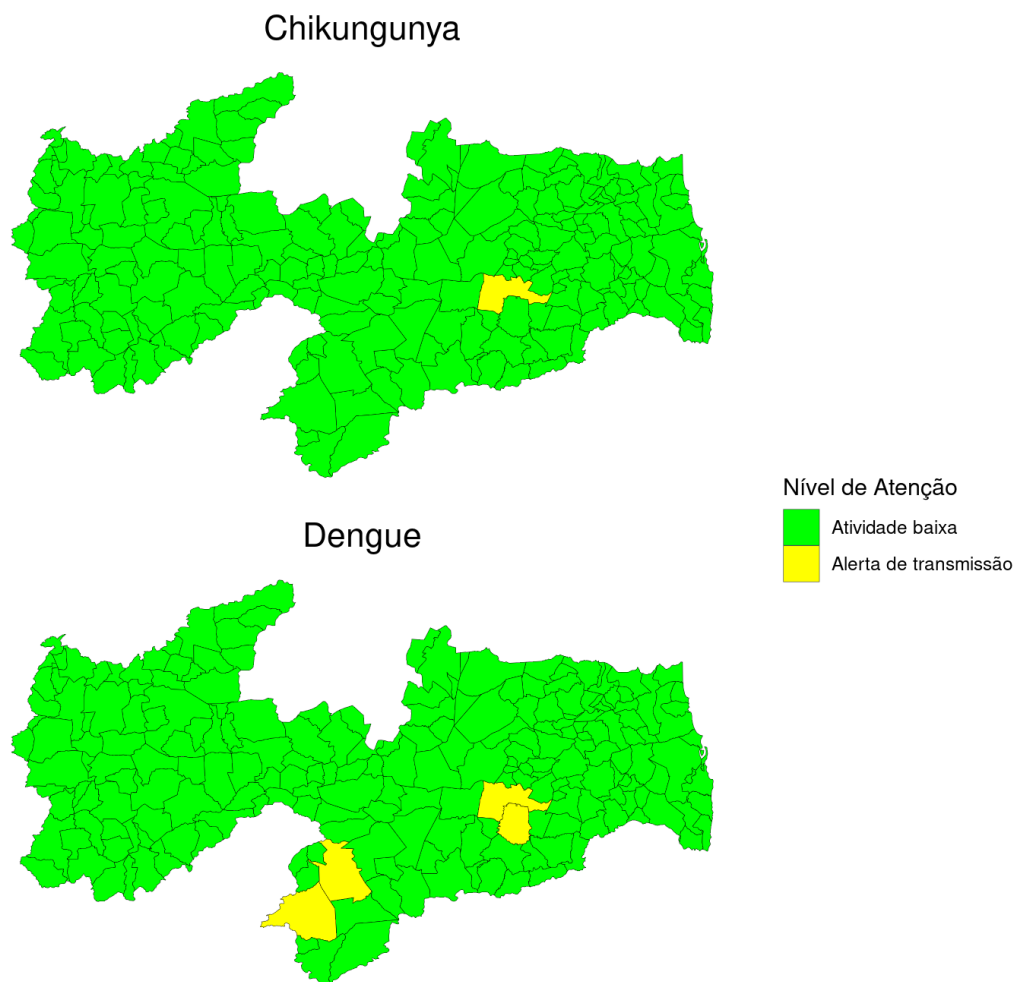 Chikungunya
Dengue
Nível de Atenção
Atividade baixa
Alerta de transmissão